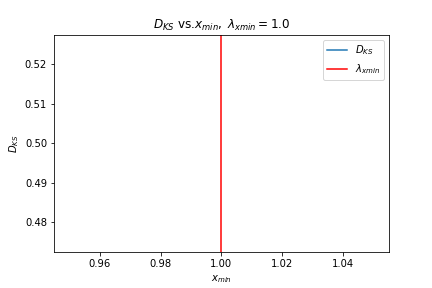 D_KS vs.x_min, λ_xmin = 1.0
D_KS
λ_xmin
0.52
0.51
0.50
0.49
0.48
D_KS
0.96 0.98 1.00 1.02 1.04
x_min